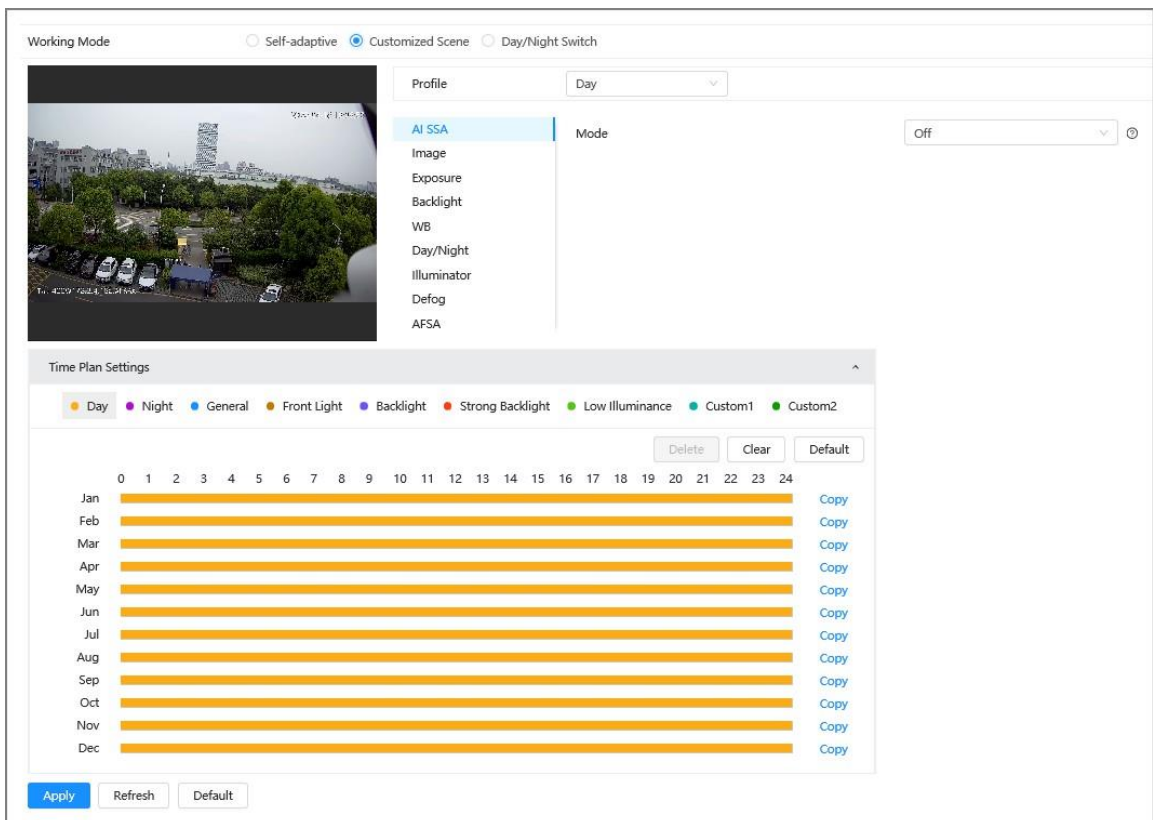 Working Mode Self-adaptive Customized Scene Day/Night Switch
Profile Day
AI SSA Mode Off
Image
Exposure
Backlight
WB
Day/Night
Illuminator
Defog
AFSA
Time Plan Settings
Day Night General Front Light Backlight Strong Backlight Low Illuminance Custom1 Custom2
Delete Clear Default
0 1 2 3 4 5 6 7 8 9 10 11 12 13 14 15 16 17 18 19 20 21 22 23 24
Jan Copy
Feb Copy
Mar Copy
Apr Copy
May Copy
Jun Copy
Jul Copy
Aug Copy
Sep Copy
Oct Copy
Nov Copy
Dec Copy
Apply Refresh Default